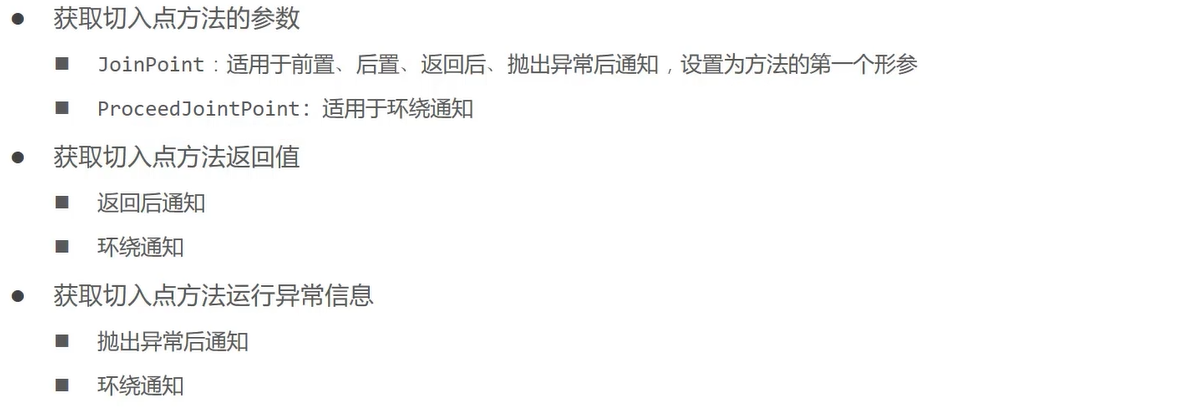 ● 获取切入点方法的参数
■ JoinPoint：适用于前置、后置、返回后、抛出异常后通知，设置为方法的第一个形参
■ ProceedJointPoint：适用于环绕通知
● 获取切入点方法返回值
■ 返回后通知
■ 环绕通知
● 获取切入点方法运行异常信息
■ 抛出异常后通知
■ 环绕通知